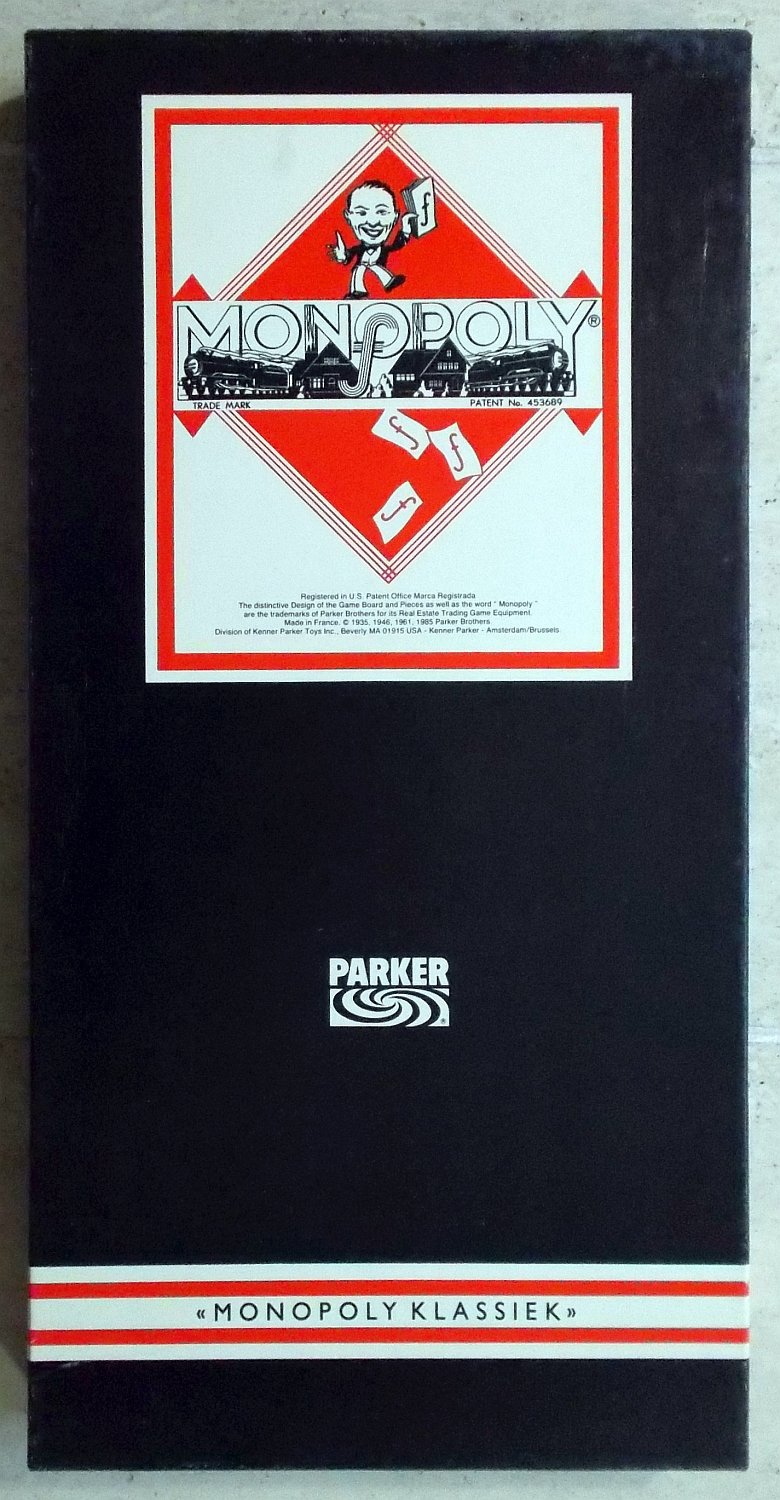 ƒ
MONOPOLY®
TRADE MARK PATENT No. 453689
ƒ ƒ
ƒ
Registered in U.S. Patent Office Marca Registrada
The distinctive Design of the Game Board and Pieces as well as the word " Monopoly "
are the trademarks of Parker Brothers for its Real Estate Trading Game Equipment.
Made in France. © 1935, 1946, 1961, 1985 Parker Brothers
Division of Kenner Parker Toys Inc., Beverly MA 01915 USA - Kenner Parker - Amsterdam/Brussels.
PARKER
®
«MONOPOLY KLASSIEK»